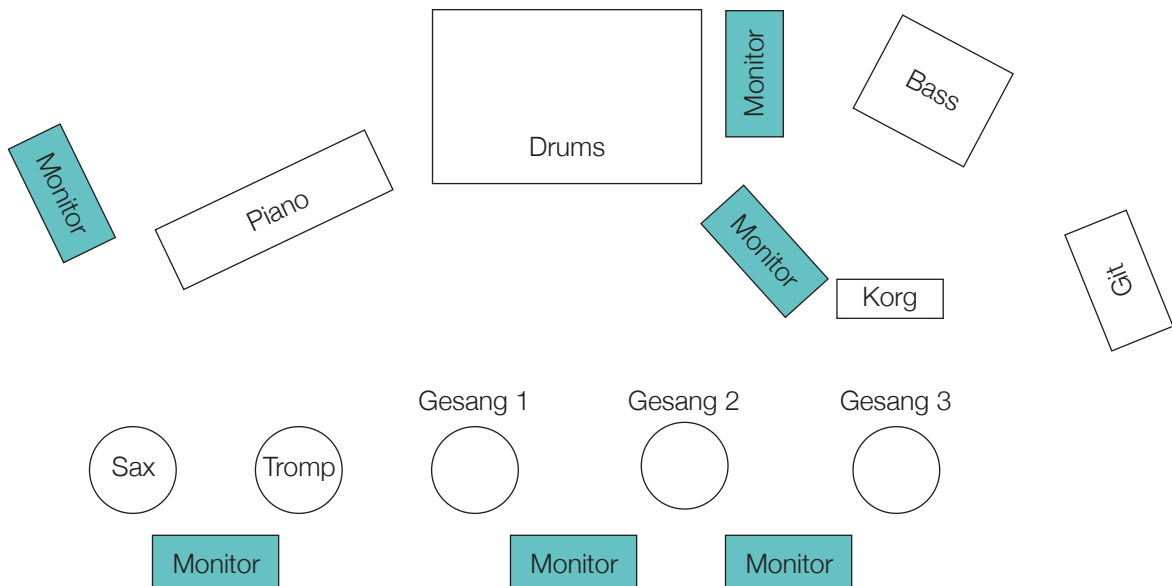 Monitor
Bass
Drums
Monitor
Piano
Monitor
Git
Korg
Gesang 1
Gesang 2
Gesang 3
Sax
Tromp
Monitor
Monitor
Monitor